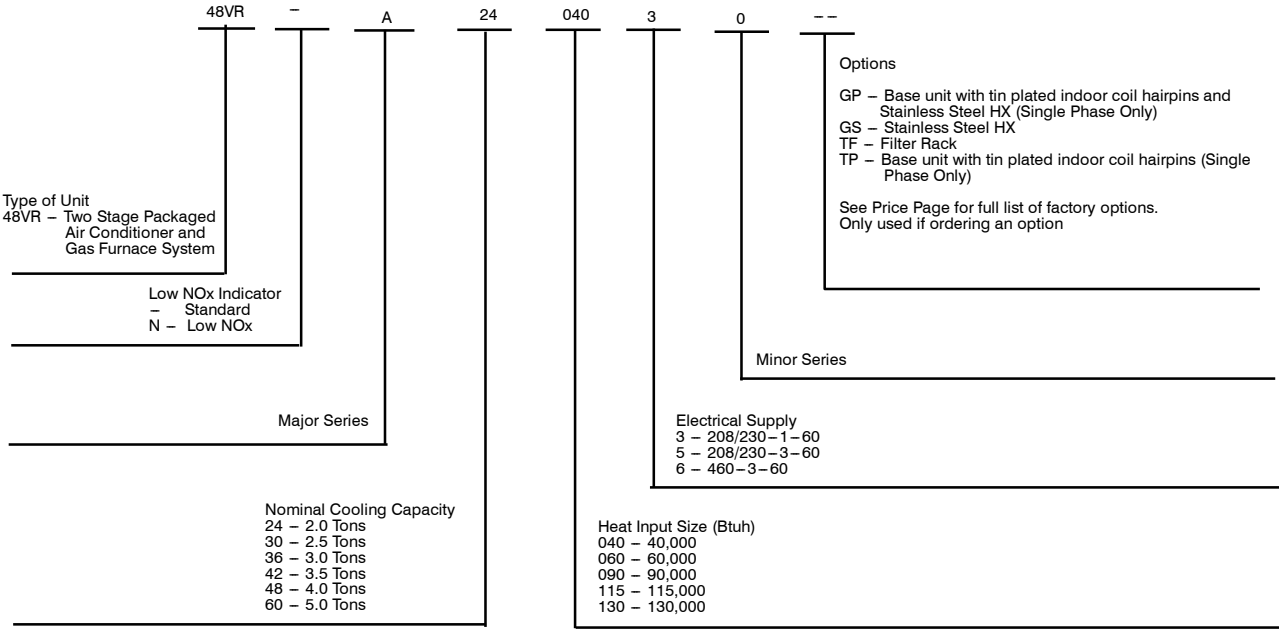 48VR – A 24 040 3 0 – –
Options
GP – Base unit with tin plated indoor coil hairpins and
Stainless Steel HX (Single Phase Only)
GS – Stainless Steel HX
TF – Filter Rack
TP – Base unit with tin plated indoor coil hairpins (Single
Phase Only)
See Price Page for full list of factory options.
Only used if ordering an option
Type of Unit
48VR – Two Stage Packaged
Air Conditioner and
Gas Furnace System
Low NOx Indicator
– Standard
N – Low NOx
Minor Series
Major Series
Electrical Supply
3 – 208/230–1–60
5 – 208/230–3–60
6 – 460–3–60
Nominal Cooling Capacity
24 – 2.0 Tons
30 – 2.5 Tons
36 – 3.0 Tons
42 – 3.5 Tons
48 – 4.0 Tons
60 – 5.0 Tons
Heat Input Size (Btuh)
040 – 40,000
060 – 60,000
090 – 90,000
115 – 115,000
130 – 130,000